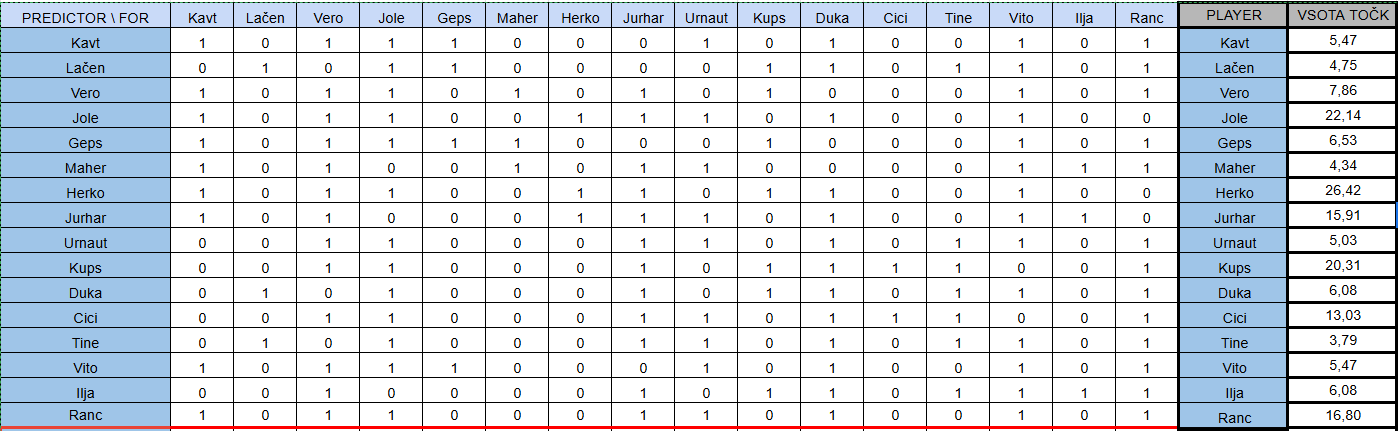 PREDICTOR \ FOR Kavt Lačen Vero Jole Geps Maher Herko Jurhar Urnaut Kups Duka Cici Tine Vito Ilja Ranc PLAYER VSOTA TOČK
Kavt 1 0 1 1 1 0 0 0 1 0 1 0 0 1 0 1 Kavt 5,47
Lačen 0 1 0 1 1 0 0 0 0 1 1 0 1 1 0 1 Lačen 4,75
Vero 1 0 1 1 0 1 0 1 0 1 0 0 0 1 0 1 Vero 7,86
Jole 1 0 1 1 0 0 1 1 1 0 1 0 0 1 0 0 Jole 22,14
Geps 1 0 1 1 1 1 0 0 0 1 0 0 0 1 0 1 Geps 6,53
Maher 1 0 1 0 0 1 0 1 1 0 0 0 0 1 1 1 Maher 4,34
Herko 1 0 1 1 0 0 1 1 0 1 1 0 0 1 0 0 Herko 26,42
Jurhar 1 0 1 0 0 0 1 1 1 0 1 0 0 1 1 0 Jurhar 15,91
Urnaut 0 0 1 1 0 0 0 1 1 0 1 0 1 1 0 1 Urnaut 5,03
Kups 0 0 1 1 0 0 0 1 0 1 1 1 1 0 0 1 Kups 20,31
Duka 0 1 0 1 0 0 0 1 0 1 1 0 1 1 0 1 Duka 6,08
Cici 0 0 1 1 0 0 0 1 1 0 1 1 1 0 0 1 Cici 13,03
Tine 0 1 0 1 0 0 0 1 1 0 1 0 1 1 0 1 Tine 3,79
Vito 1 0 1 1 1 0 0 0 1 0 1 0 0 1 0 1 Vito 5,47
Ilja 0 0 1 0 0 0 0 1 0 1 1 0 1 1 1 1 Ilja 6,08
Ranc 1 0 1 1 0 0 0 1 1 0 1 0 0 1 0 1 Ranc 16,80